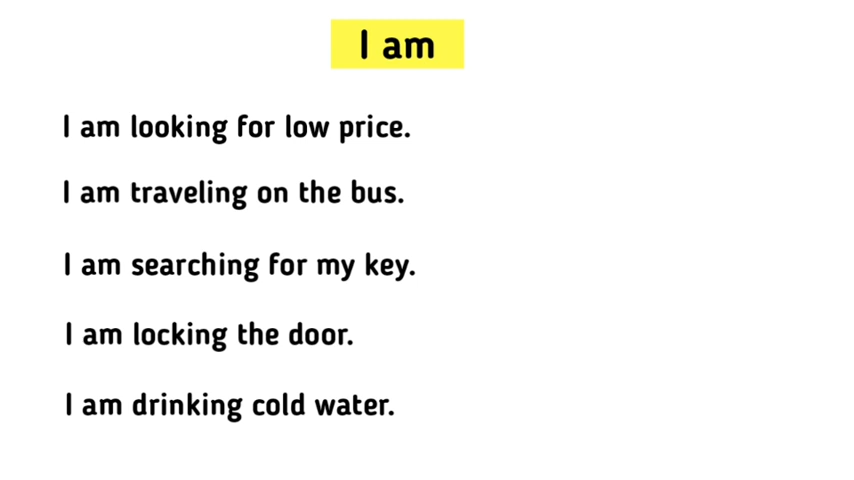 I am
I am looking for low price.
I am traveling on the bus.
I am searching for my key.
I am locking the door.
I am drinking cold water.